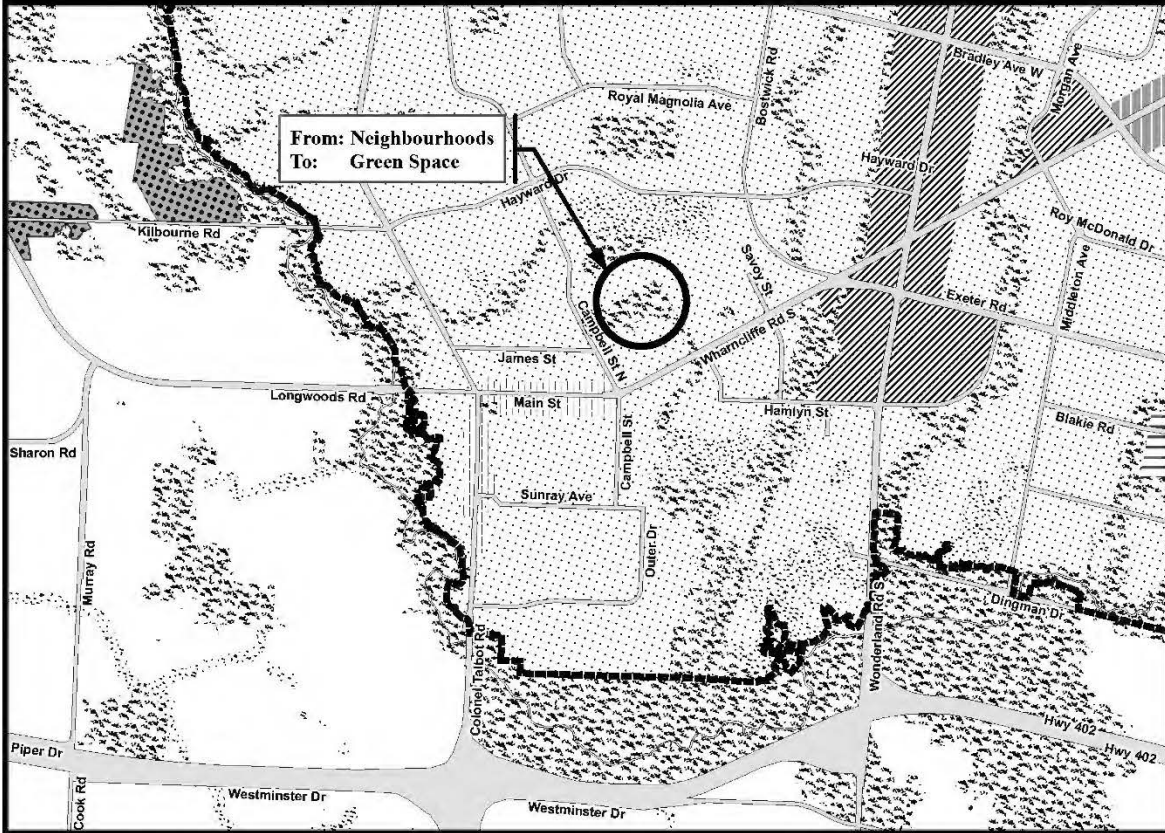 Bradley Ave W
Morgan Ave
Bostwick Rd
Royal Magnolia Ave
From: Neighbourhoods
To: Green Space
Hayward Dr
Hayward Dr
Kilbourne Rd
Roy McDonald Dr
Middleton Ave
Savoy St
Exeter Rd
Campbell St N
Wharncliffe Rd S
James St
Longwoods Rd
Main St
Hamlyn St
Blakie Rd
Campbell St
Sharon Rd
Sunray Ave
Outer Dr
Murray Rd
Dingman Dr
Colonel Talbot Rd
Wonderland Rd S
Hwy 402
Hwy 402
Piper Dr
Cook Rd
Westminster Dr
Westminster Dr